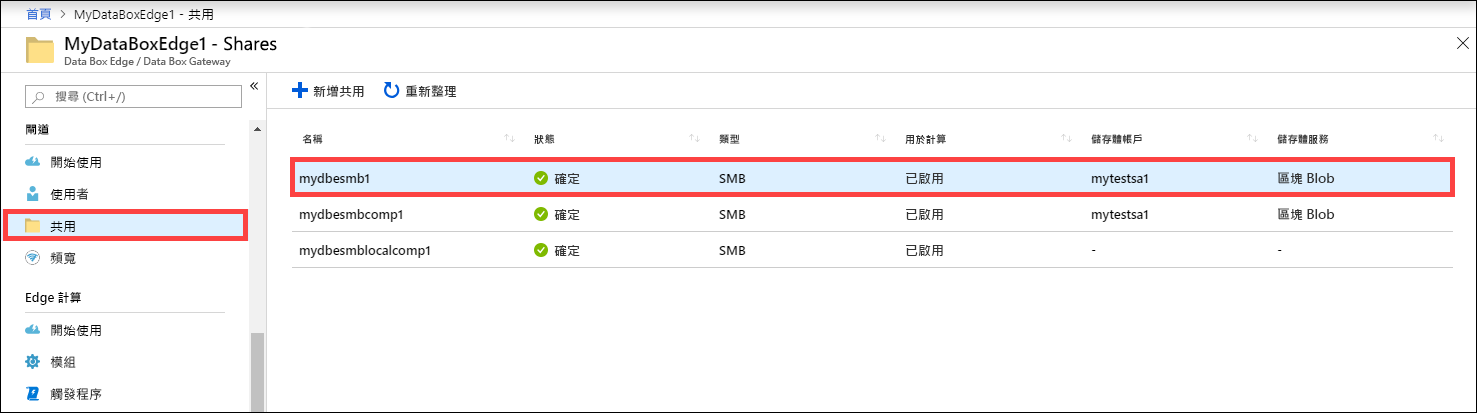 首頁 > MyDataBoxEdge1 - 共用
MyDataBoxEdge1 - Shares
Data Box Edge / Data Box Gateway
搜尋 (Ctrl+/)
閘道
開始使用
使用者
共用
頻寬
Edge 計算
開始使用
模組
觸發程序
新增共用 重新整理
名稱 狀態 類型 用於計算 儲存體帳戶 儲存體服務
mydbesmb1 確定 SMB 已啟用 mytestsa1 區塊 Blob
mydbesmbcomp1 確定 SMB 已啟用 mytestsa1 區塊 Blob
mydbesmblocalcomp1 確定 SMB 已啟用 - -